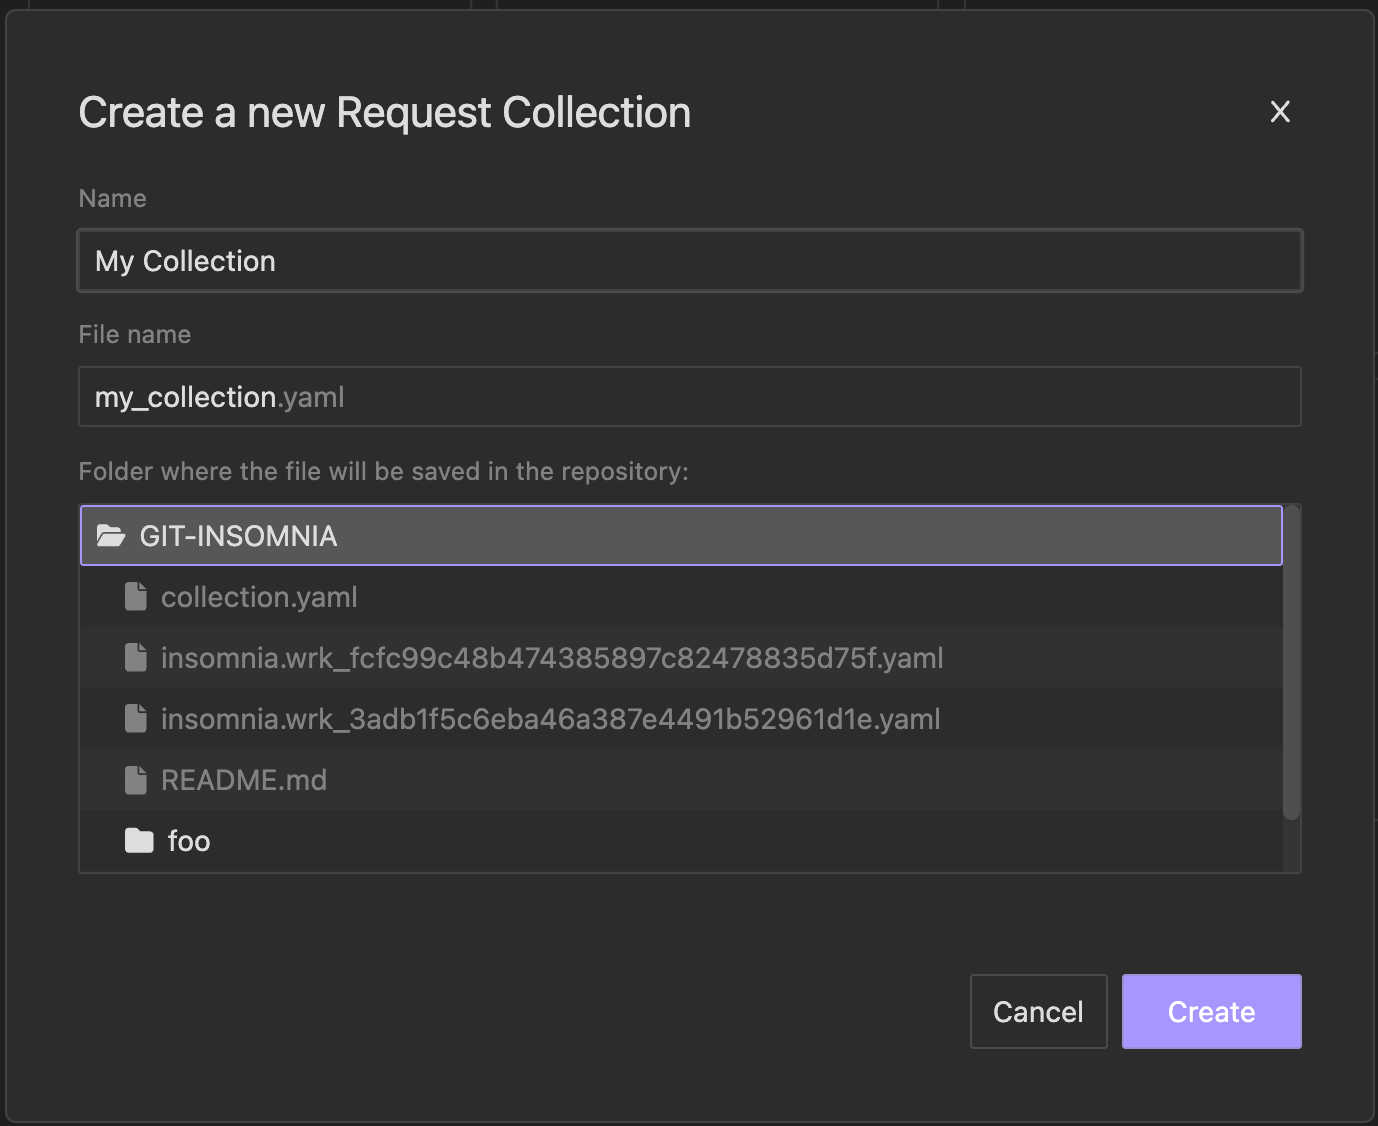 Create a new Request Collection
X
Name
My Collection
File name
my_collection.yaml
Folder where the file will be saved in the repository:
GIT-INSOMNIA
collection.yaml
insomnia.wrk_fcfc99c48b474385897c82478835d75f.yaml
insomnia.wrk_3adb1f5c6eba46a387e4491b52961d1e.yaml
README.md
foo
Cancel
Create